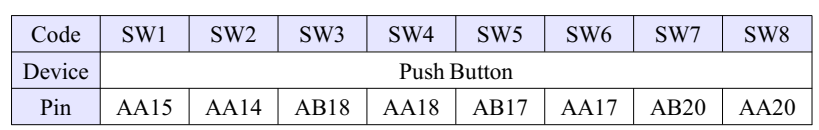 Code SW1 SW2 SW3 SW4 SW5 SW6 SW7 SW8
Device Push Button
Pin AA15 AA14 AB18 AA18 AB17 AA17 AB20 AA20